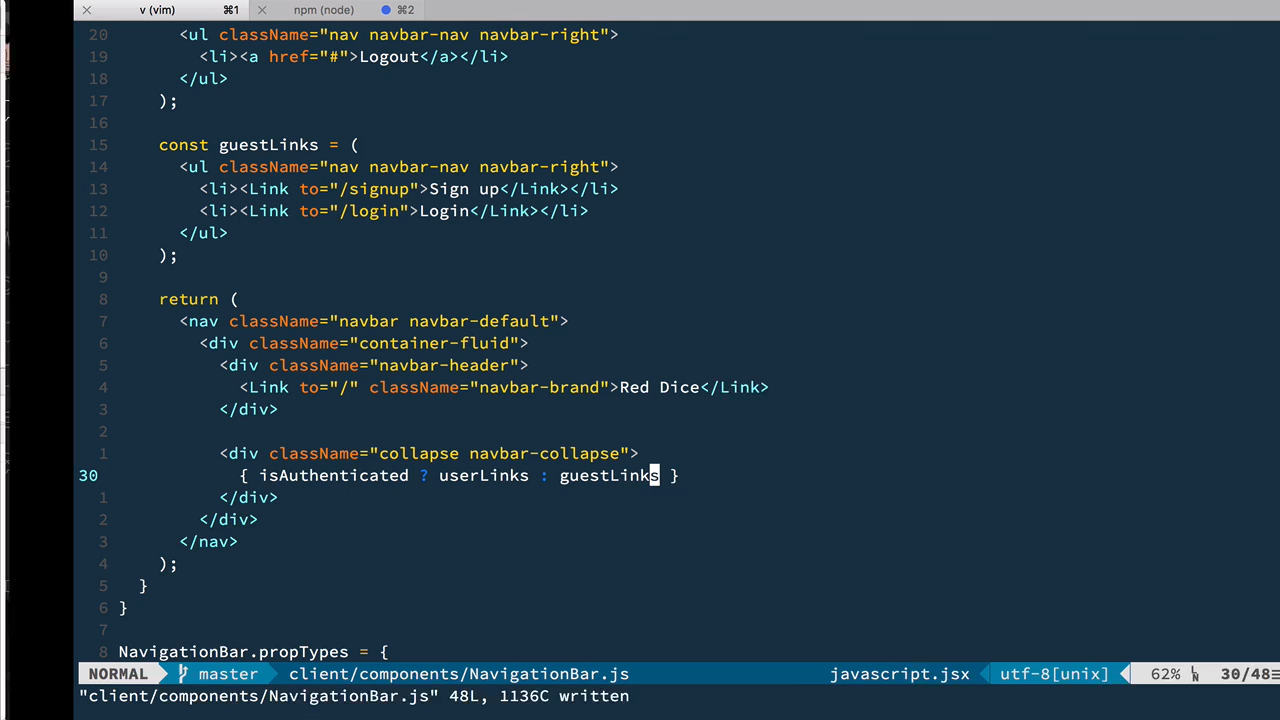 v (vim) ⌘1 npm (node) ⌘2
20 <ul className="nav navbar-nav navbar-right">
19 <li><a href="#">Logout</a></li>
18 </ul>
17 );
16
15 const guestLinks = (
14 <ul className="nav navbar-nav navbar-right">
13 <li><Link to="/signup">Sign up</Link></li>
12 <li><Link to="/login">Login</Link></li>
11 </ul>
10 );
9
8 return (
7 <nav className="navbar navbar-default">
6 <div className="container-fluid">
5 <div className="navbar-header">
4 <Link to="/" className="navbar-brand">Red Dice</Link>
3 </div>
2
1 <div className="collapse navbar-collapse">
30 { isAuthenticated ? userLinks : guestLinks }
1 </div>
2 </div>
3 </nav>
4 );
5 }
6 }
7
8 NavigationBar.propTypes = {
NORMAL master client/components/NavigationBar.js javascript.jsx utf-8[unix] 62% 30/48
"client/components/NavigationBar.js" 48L, 1136C written